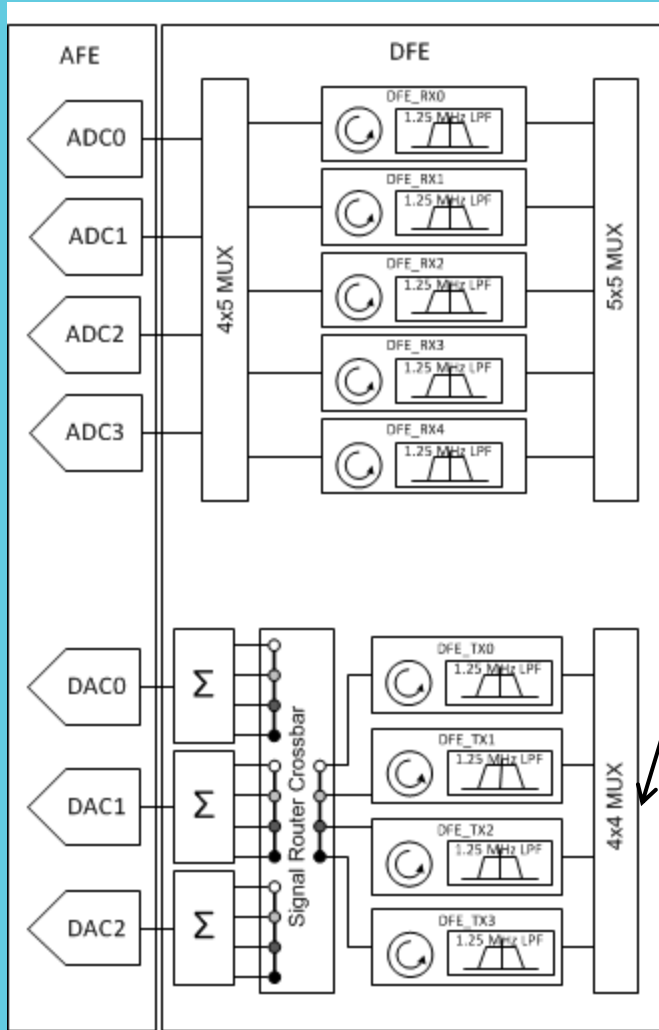 AFE
DFE
ADC0
ADC1
ADC2
ADC3
4x5 MUX
DFE_RX0
1.25 MHz LPF
DFE_RX1
1.25 MHz LPF
DFE_RX2
1.25 MHz LPF
DFE_RX3
1.25 MHz LPF
DFE_RX4
1.25 MHz LPF
5x5 MUX
DAC0
DAC1
DAC2
Σ
Σ
Σ
Signal Router Crossbar
DFE_TX0
1.25 MHz LPF
DFE_TX1
1.25 MHz LPF
DFE_TX2
1.25 MHz LPF
DFE_TX3
1.25 MHz LPF
4x4 MUX